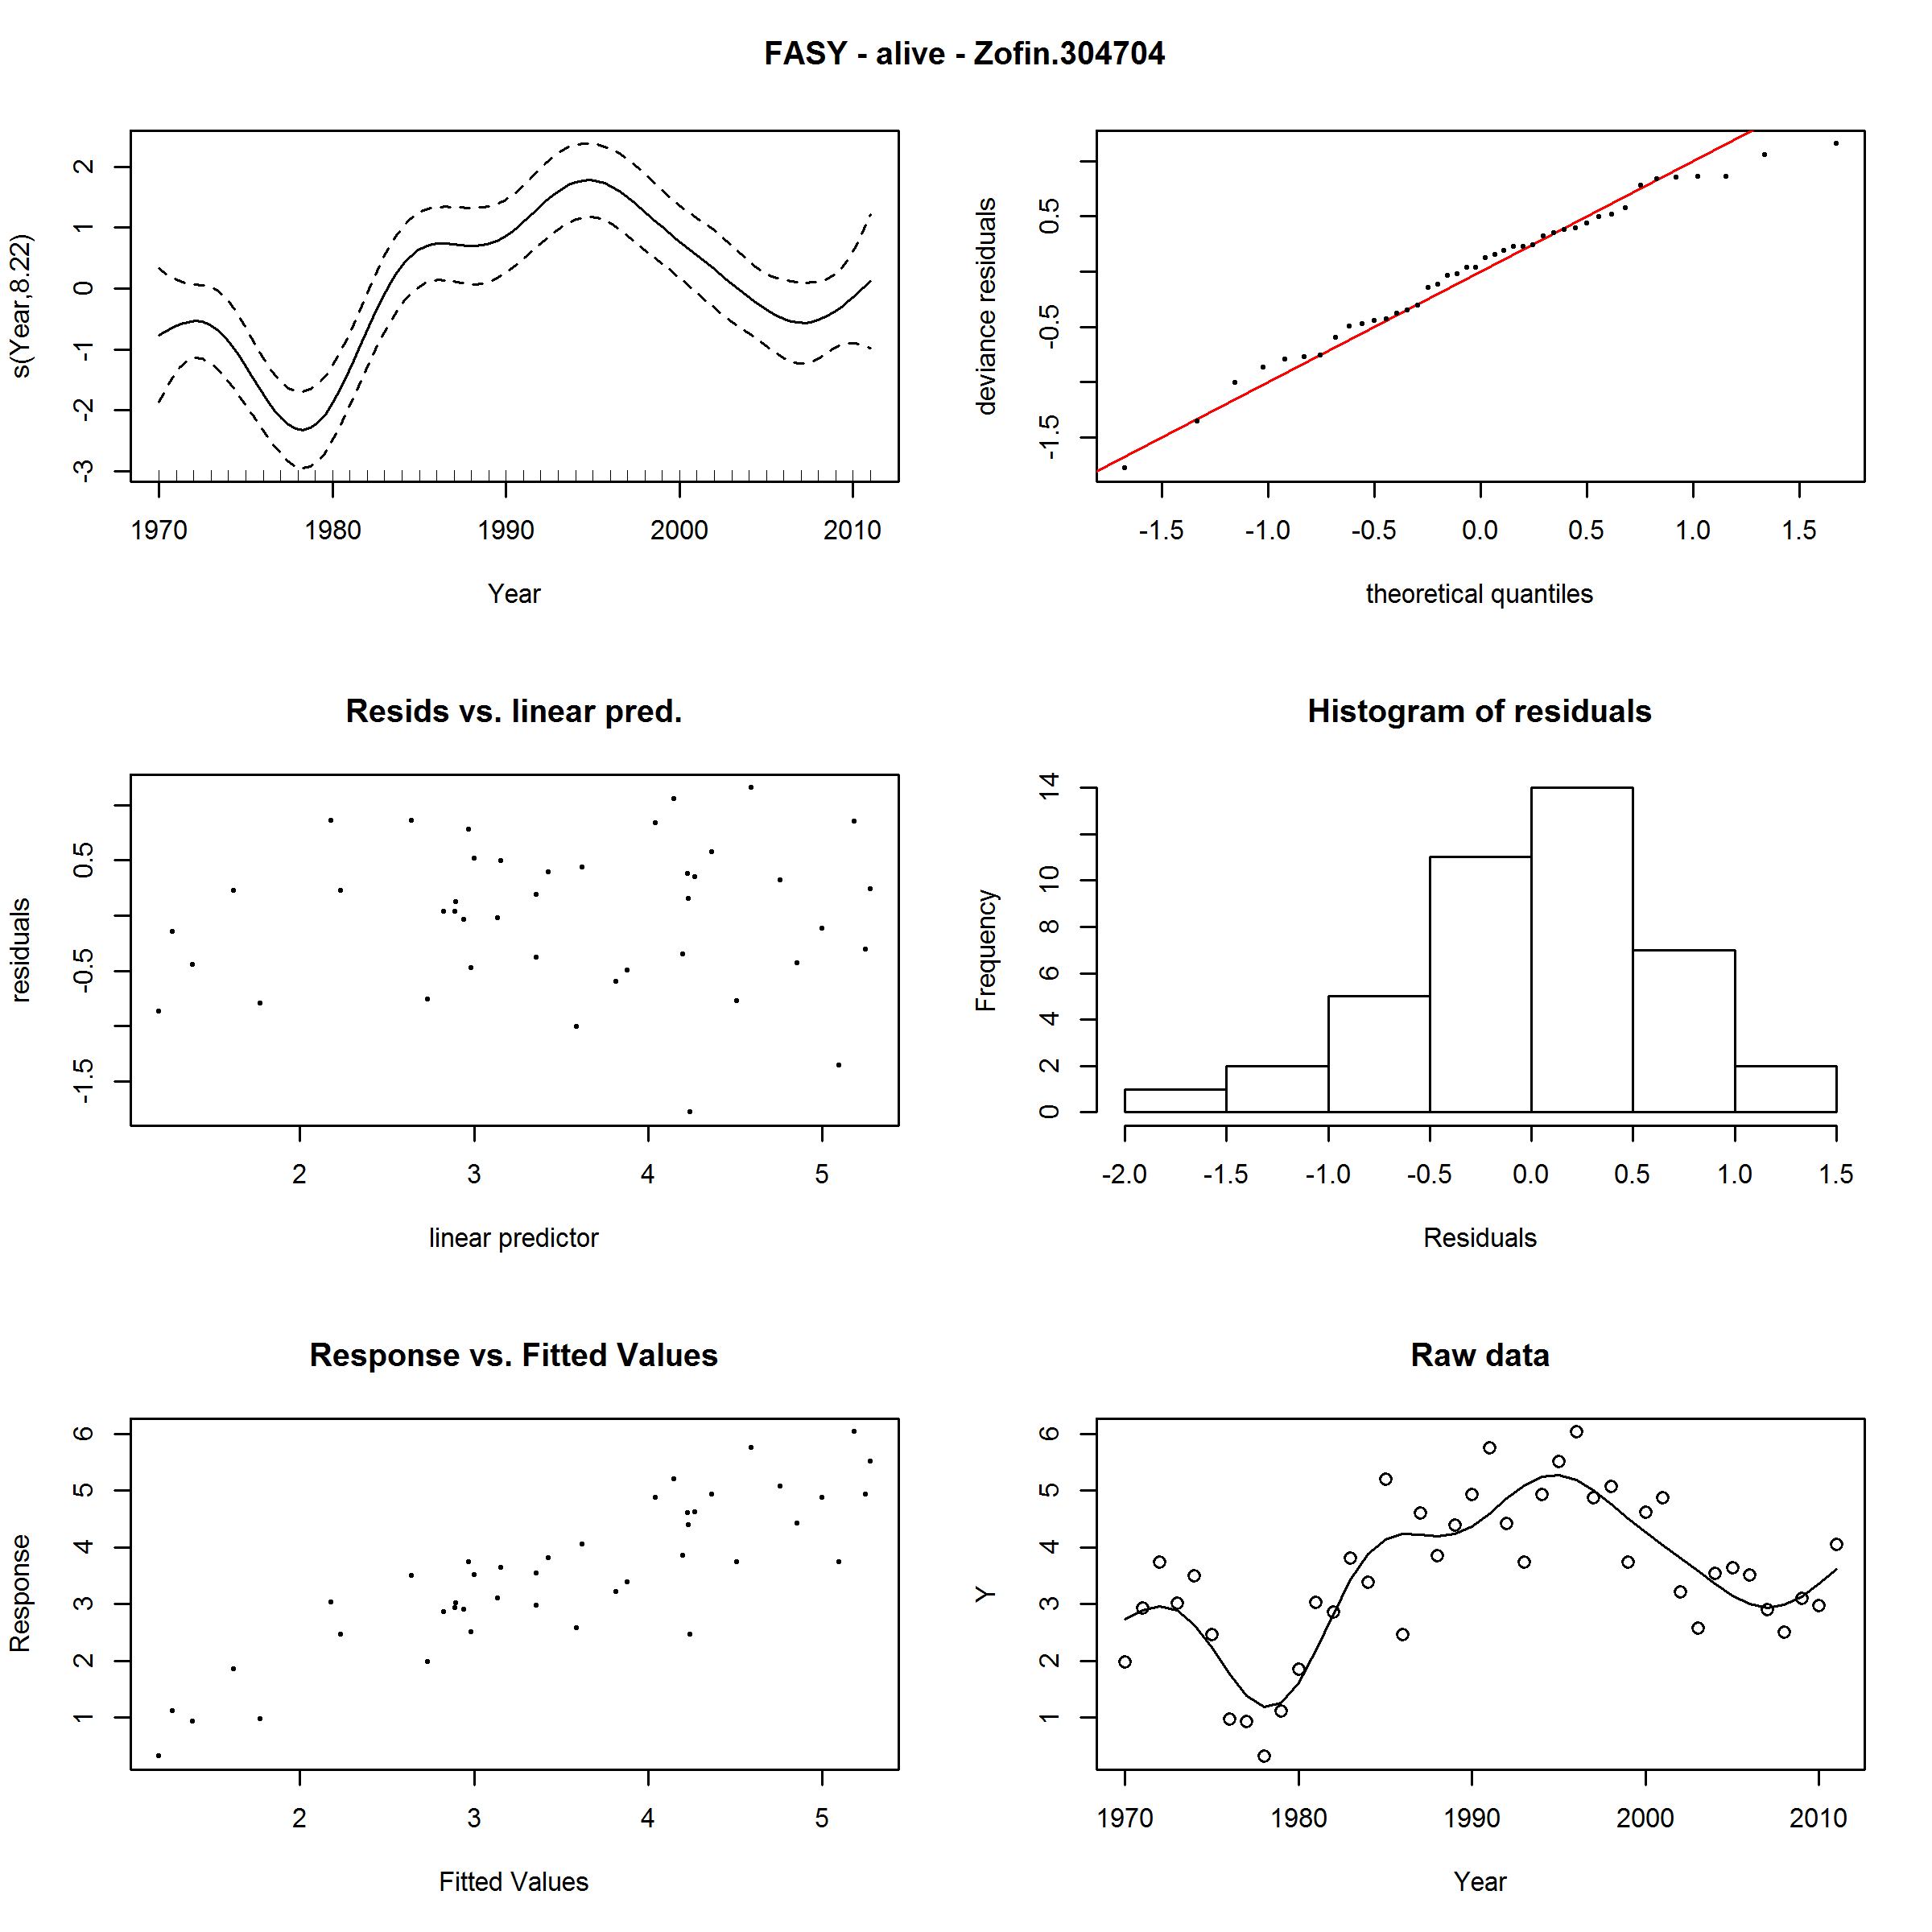 FASY - alive - Zofin.304704
s(Year,8.22)
2
1
0
-1
-2
-3
1970 1980 1990 2000 2010
Year
deviance residuals
0.5
-0.5
-1.5
-1.5 -1.0 -0.5 0.0 0.5 1.0 1.5
theoretical quantiles
Resids vs. linear pred.
residuals
0.5
-0.5
-1.5
2 3 4 5
linear predictor
Histogram of residuals
Frequency
14
10
8
6
4
2
0
-2.0 -1.5 -1.0 -0.5 0.0 0.5 1.0 1.5
Residuals
Response vs. Fitted Values
Response
6
5
4
3
2
1
2 3 4 5
Fitted Values
Raw data
Y
6
5
4
3
2
1
1970 1980 1990 2000 2010
Year